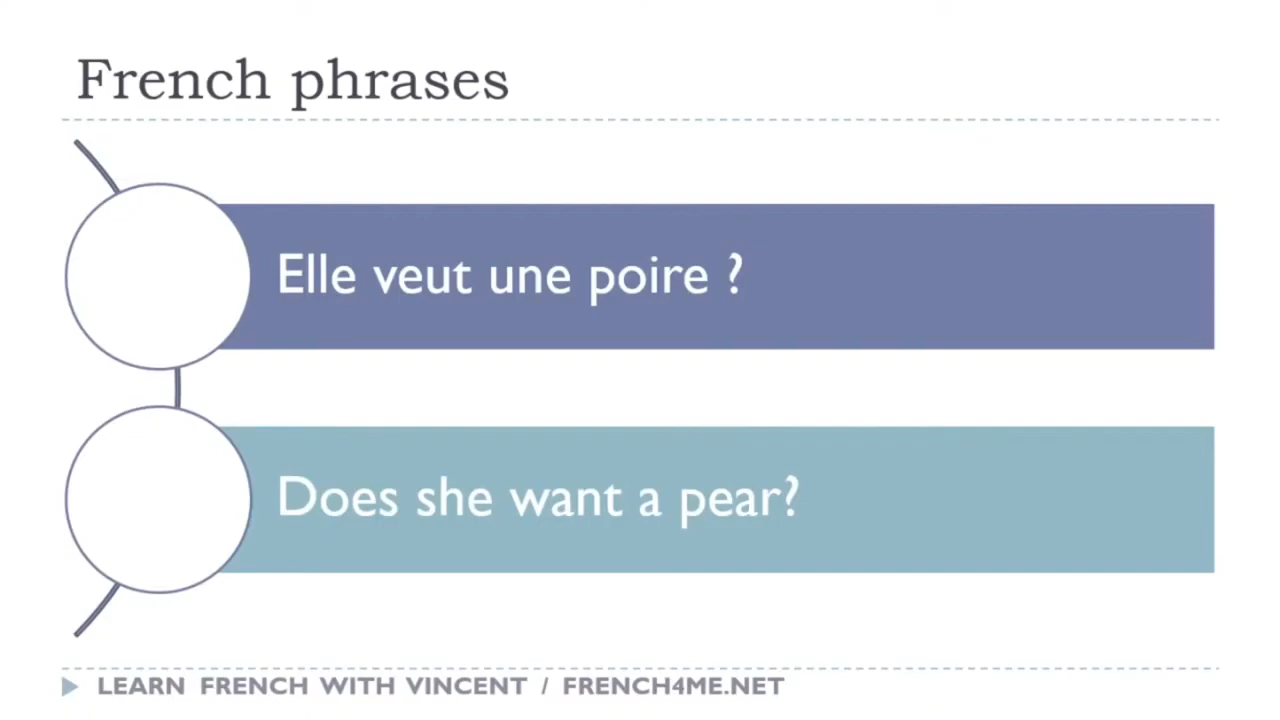 French phrases
Elle veut une poire ?
Does she want a pear?
LEARN FRENCH WITH VINCENT / FRENCH4ME.NET